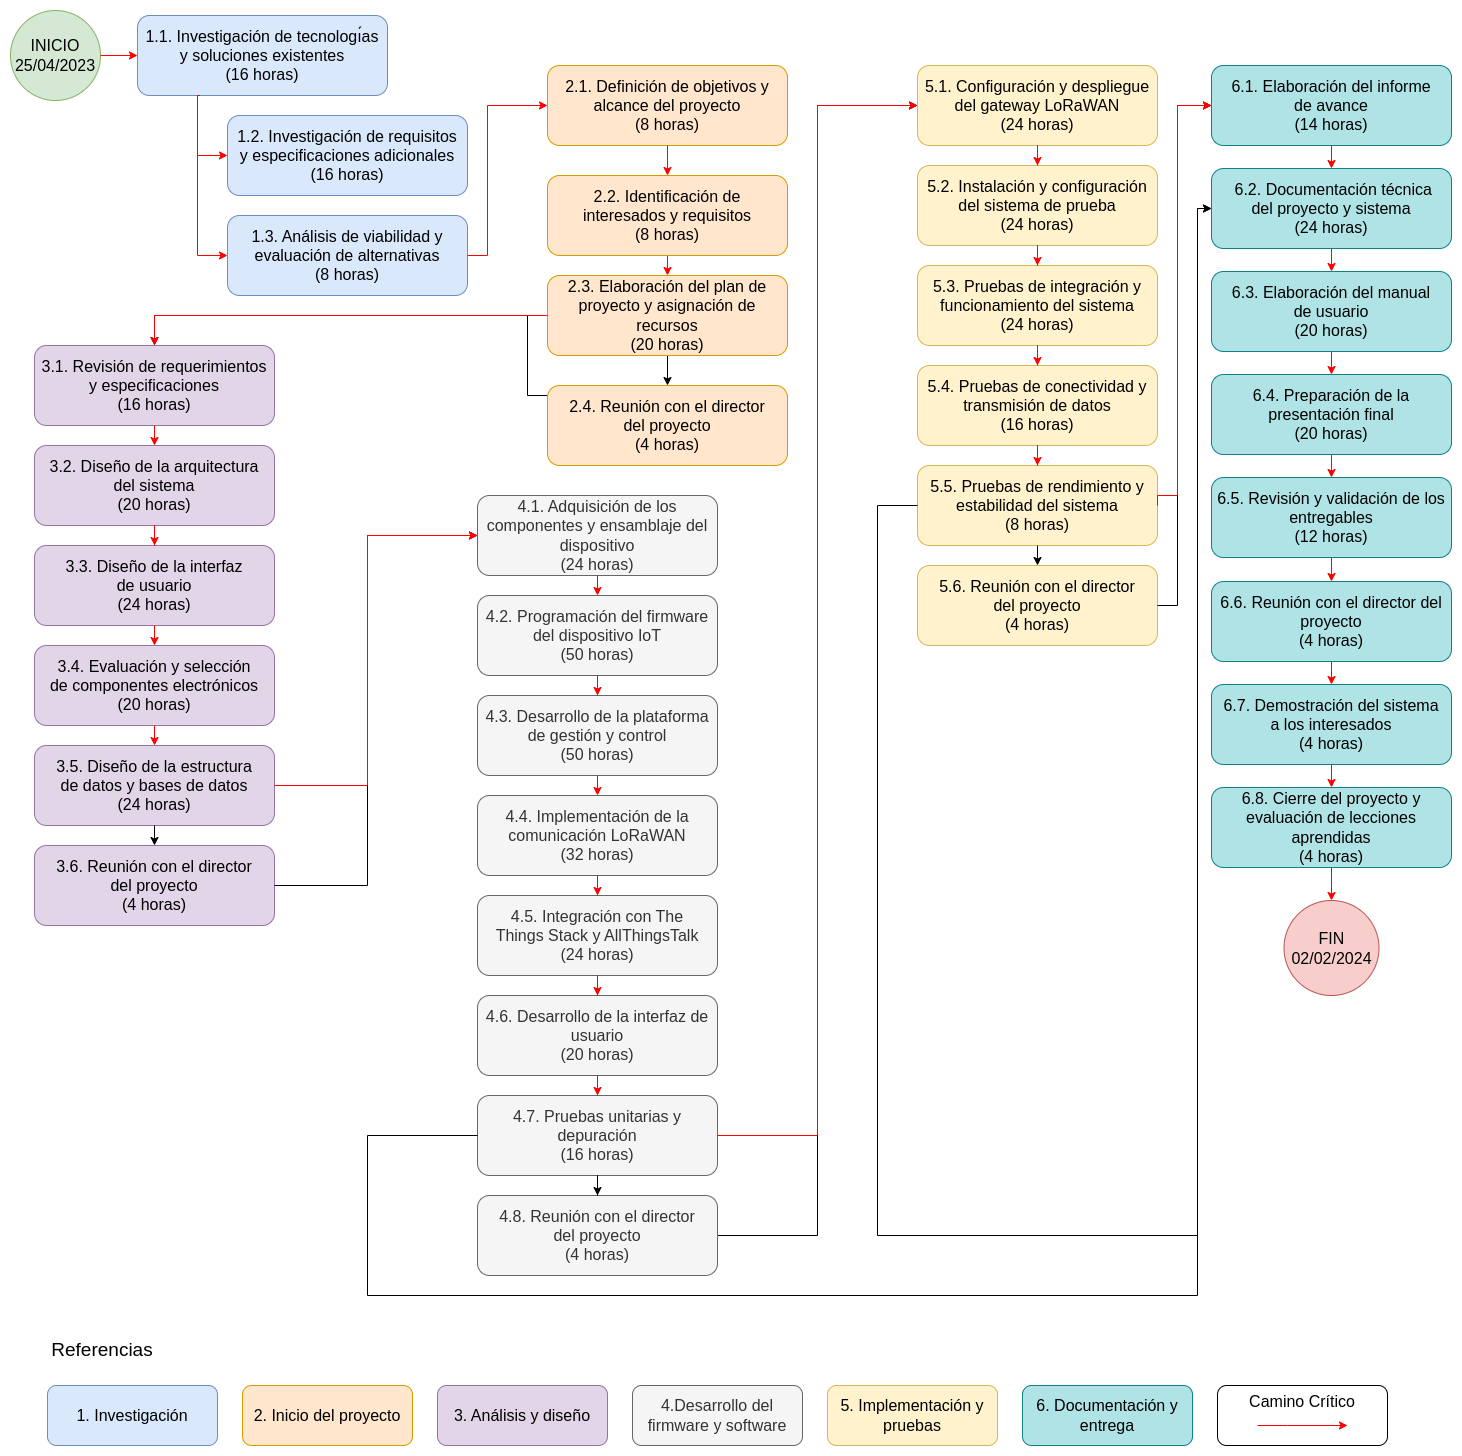 INICIO
25/04/2023
1.1. Investigación de tecnologías
y soluciones existentes
(16 horas)
1.2. Investigación de requisitos
y especificaciones adicionales
(16 horas)
1.3. Análisis de viabilidad y
evaluación de alternativas
(8 horas)
2.1. Definición de objetivos y
alcance del proyecto
(8 horas)
2.2. Identificación de
interesados y requisitos
(8 horas)
2.3. Elaboración del plan de
proyecto y asignación de
recursos
(20 horas)
2.4. Reunión con el director
del proyecto
(4 horas)
3.1. Revisión de requerimientos
y especificaciones
(16 horas)
3.2. Diseño de la arquitectura
del sistema
(20 horas)
3.3. Diseño de la interfaz
de usuario
(24 horas)
3.4. Evaluación y selección
de componentes electrónicos
(20 horas)
3.5. Diseño de la estructura
de datos y bases de datos
(24 horas)
3.6. Reunión con el director
del proyecto
(4 horas)
4.1. Adquisición de los
componentes y ensamblaje del
dispositivo
(24 horas)
4.2. Programación del firmware
del dispositivo IoT
(50 horas)
4.3. Desarrollo de la plataforma
de gestión y control
(50 horas)
4.4. Implementación de la
comunicación LoRaWAN
(32 horas)
4.5. Integración con The
Things Stack y AllThingsTalk
(24 horas)
4.6. Desarrollo de la interfaz de
usuario
(20 horas)
4.7. Pruebas unitarias y
depuración
(16 horas)
4.8. Reunión con el director
del proyecto
(4 horas)
5.1. Configuración y despliegue
del gateway LoRaWAN
(24 horas)
5.2. Instalación y configuración
del sistema de prueba
(24 horas)
5.3. Pruebas de integración y
funcionamiento del sistema
(24 horas)
5.4. Pruebas de conectividad y
transmisión de datos
(16 horas)
5.5. Pruebas de rendimiento y
estabilidad del sistema
(8 horas)
5.6. Reunión con el director
del proyecto
(4 horas)
6.1. Elaboración del informe
de avance
(14 horas)
6.2. Documentación técnica
del proyecto y sistema
(24 horas)
6.3. Elaboración del manual
de usuario
(20 horas)
6.4. Preparación de la
presentación final
(20 horas)
6.5. Revisión y validación de los
entregables
(12 horas)
6.6. Reunión con el director del
proyecto
(4 horas)
6.7. Demostración del sistema
a los interesados
(4 horas)
6.8. Cierre del proyecto y
evaluación de lecciones
aprendidas
(4 horas)
FIN
02/02/2024
Referencias
1. Investigación
2. Inicio del proyecto
3. Análisis y diseño
4.Desarrollo del
firmware y software
5. Implementación y
pruebas
6. Documentación y
entrega
Camino Crítico